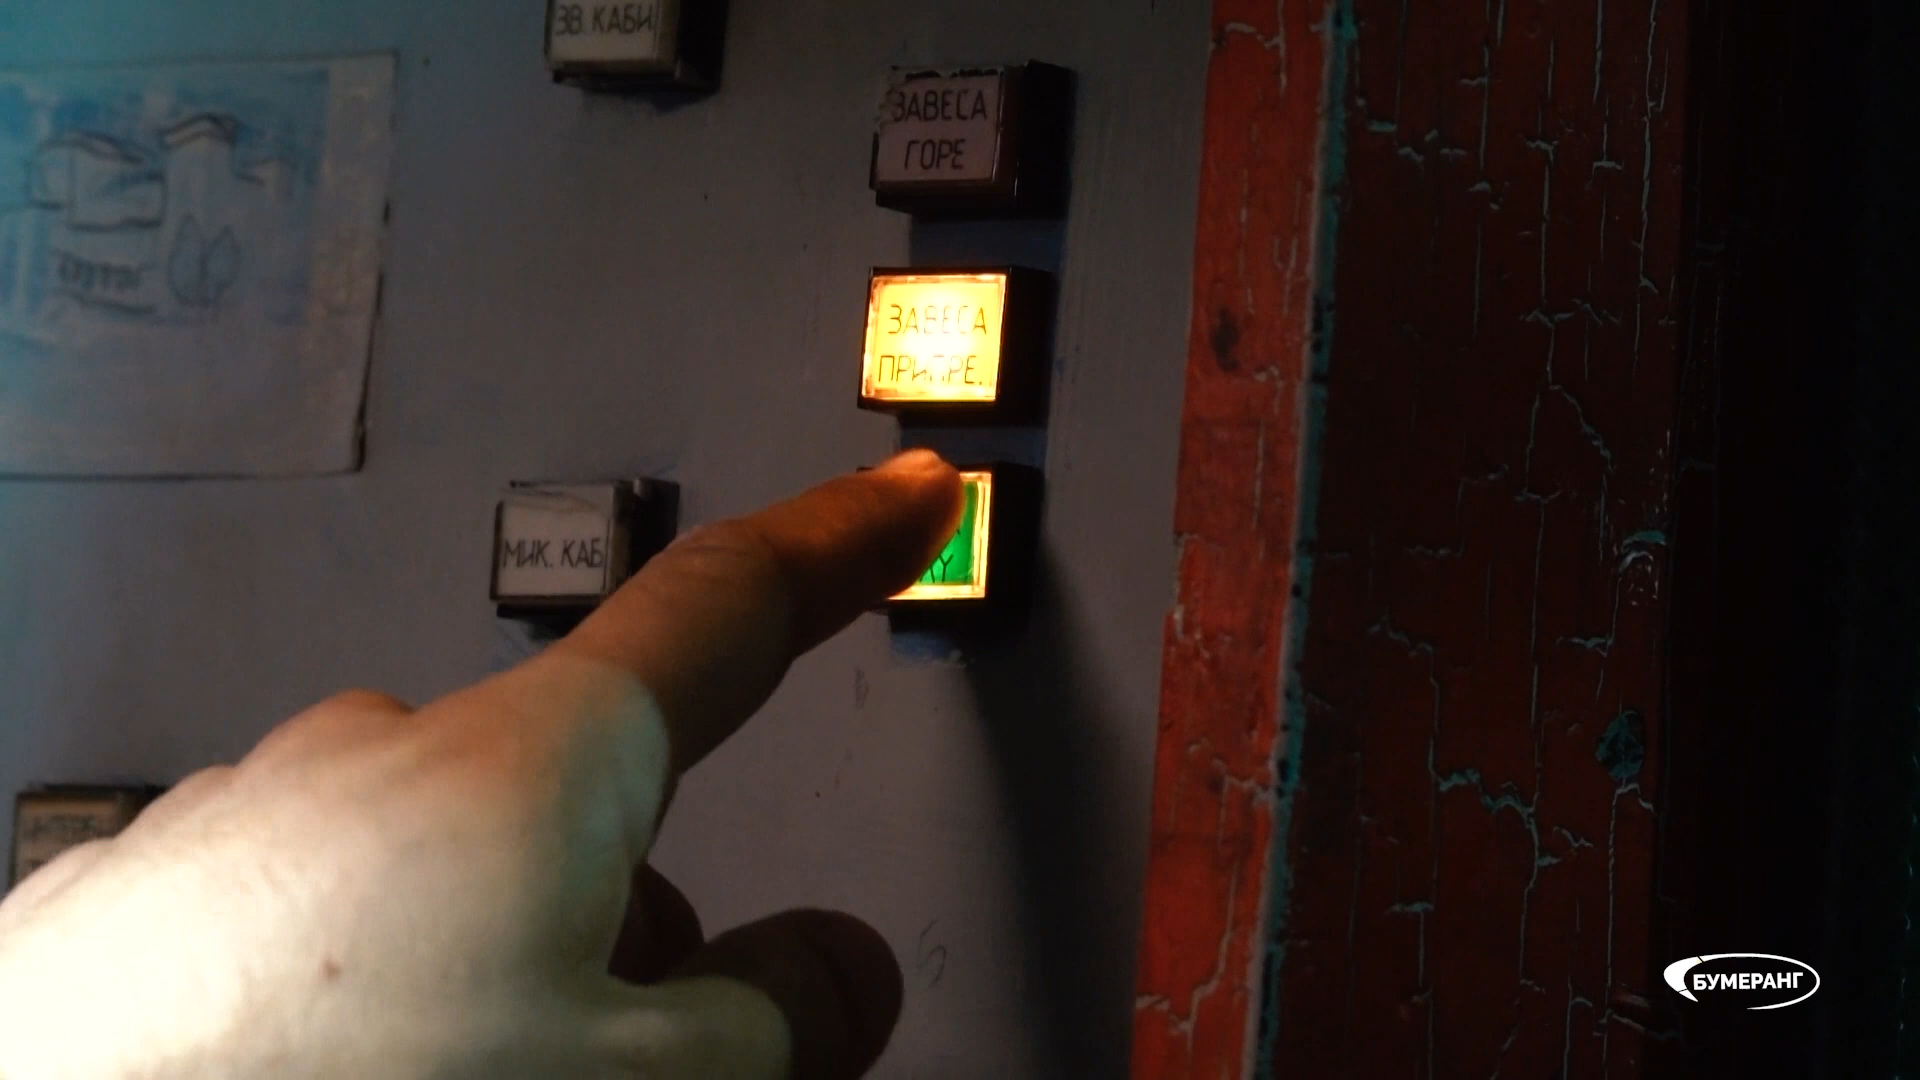 ЗВ. КАБИ
ЗАВЕСА
ГОРЕ
ЗАВЕСА
ПРИПРЕ.
МИК. КАБ
БУМЕРАНГ